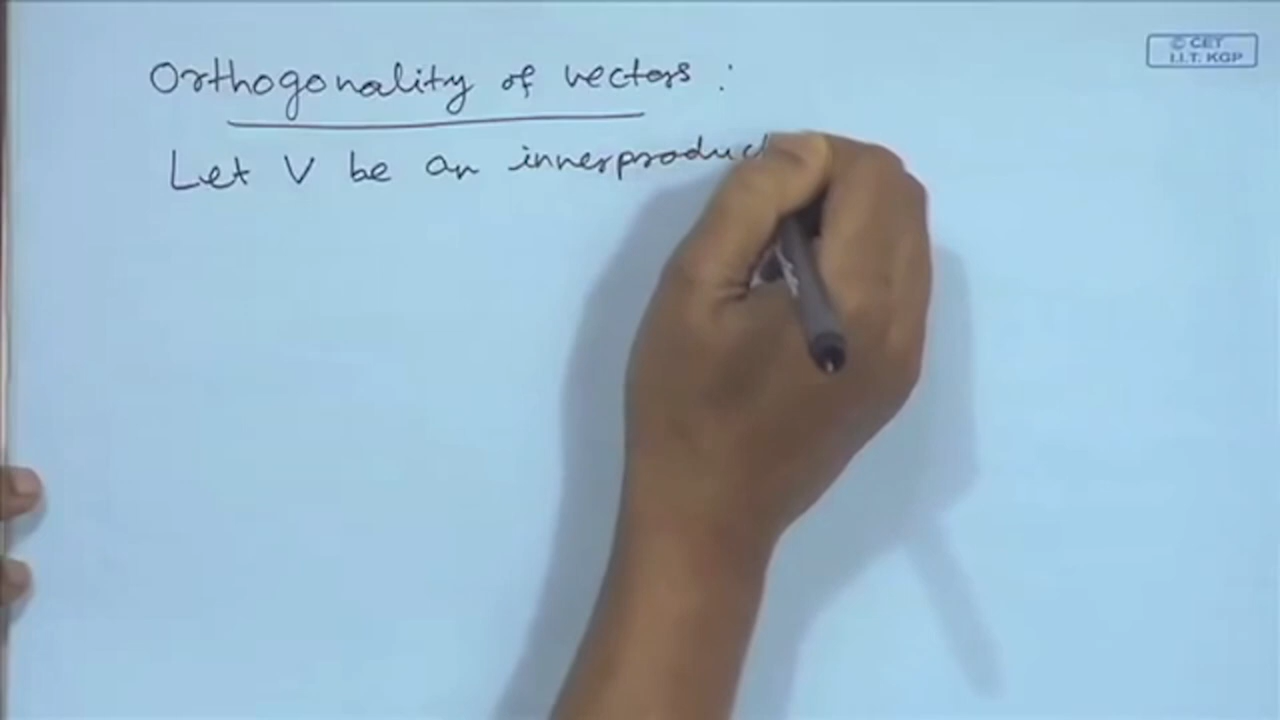 © CET
I.I.T. KGP
Orthogonality of vectors :
Let V be an innerproduct